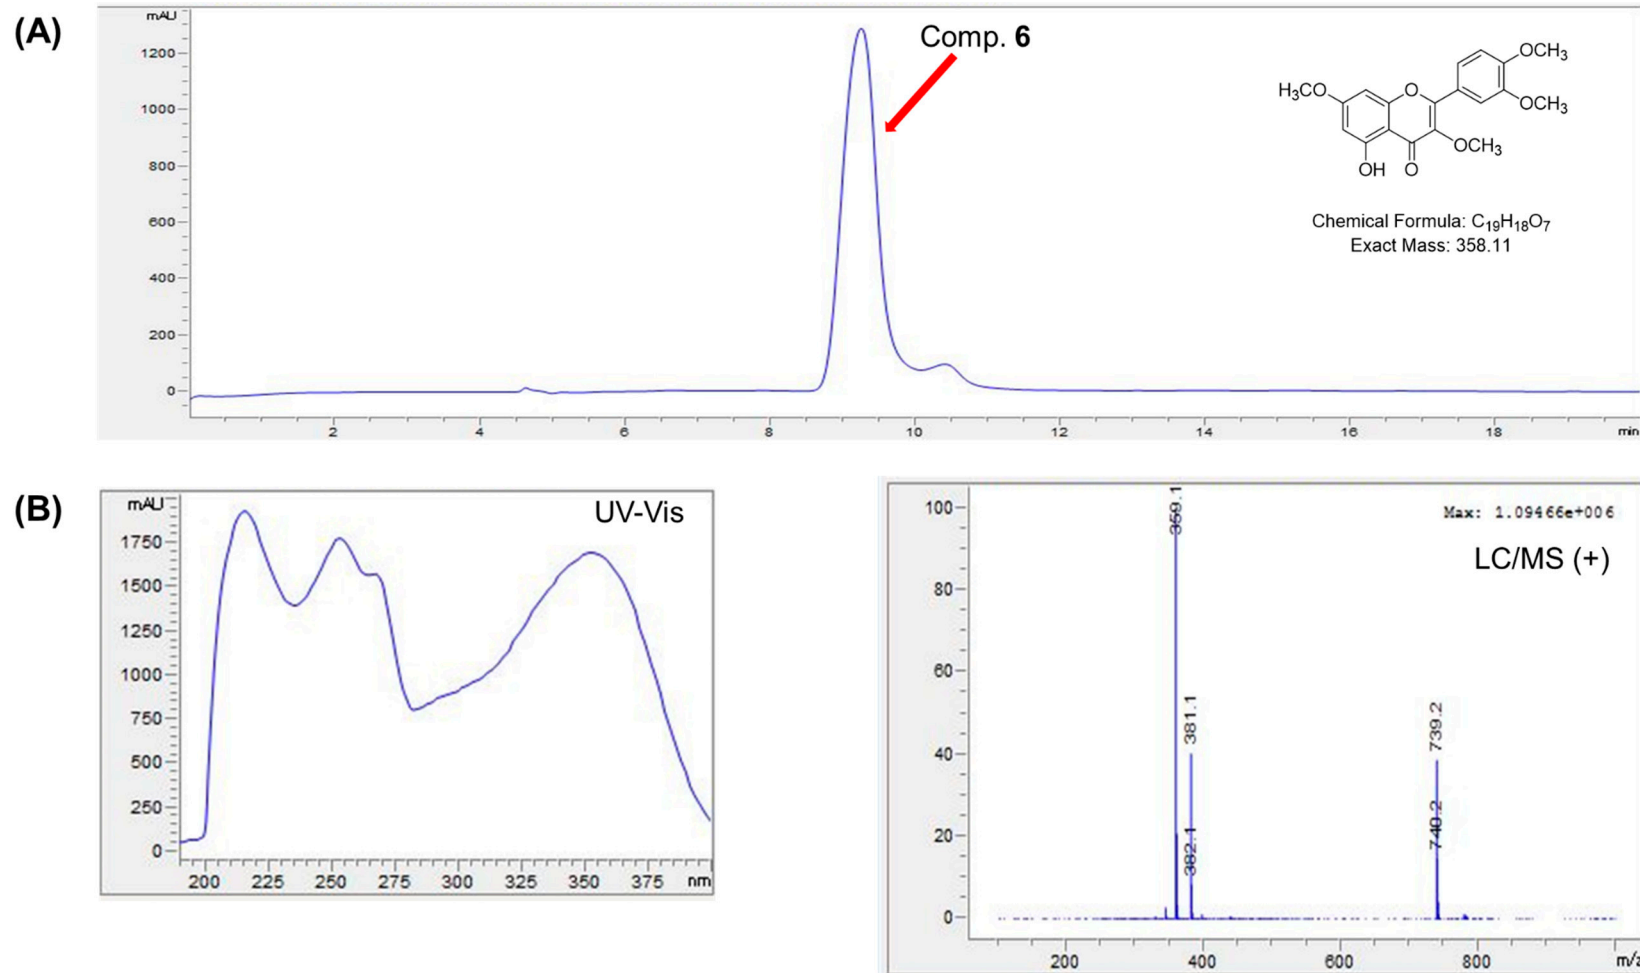 (A)
mAU
1200
1000
800
600
400
200
0
2 4 6 8 10 12 14 16 18 min
Comp. 6
OCH3
H3CO
O
OCH3
OCH3
OH O
Chemical Formula: C19H18O7
Exact Mass: 358.11
(B)
mAU
UV-Vis
1750
1500
1250
1000
750
500
250
0
200 225 250 275 300 325 350 375 nm
100
80
60
40
20
0
359.1
381.1
382.1
739.2
740.2
Max: 1.09466e+006
LC/MS (+)
200 400 600 800